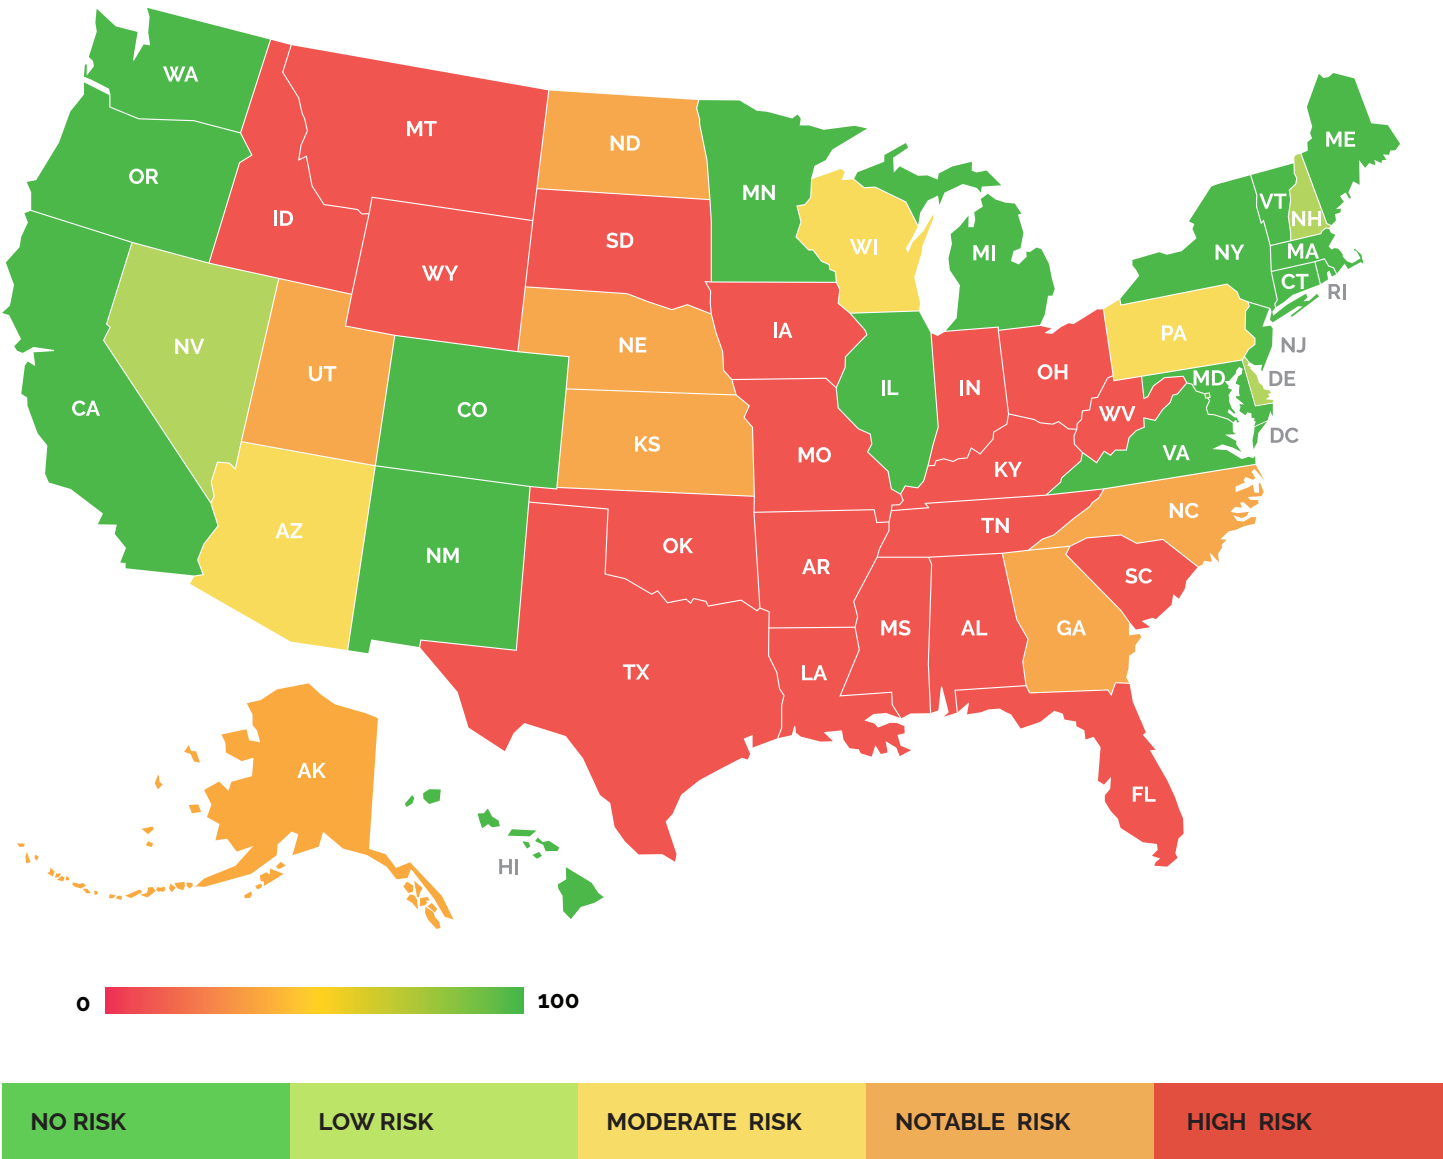 WA
ME
MT
ND
OR
MN
VT
NH
ID
SD
WI
MI
NY
MA
WY
CT
RI
IA
PA
NV
NE
NJ
UT
OH
MD
DE
CO
IL
IN
CA
WV
KS
DC
MO
KY
VA
NC
AZ
TN
NM
OK
AR
SC
MS
AL
GA
TX
LA
AK
FL
HI
0
100
NO RISK
LOW RISK
MODERATE RISK
NOTABLE RISK
HIGH RISK